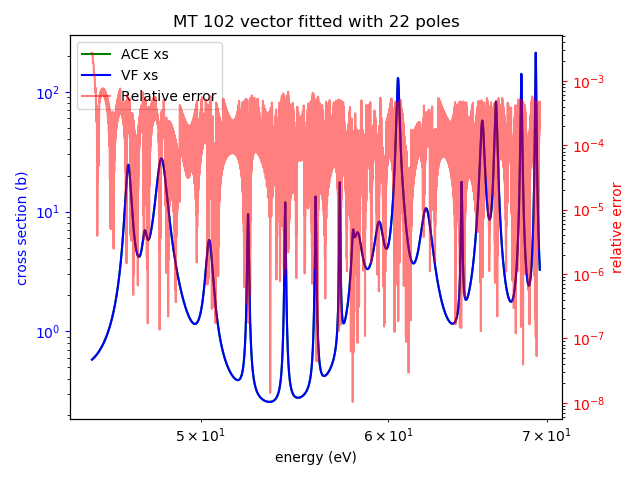 MT 102 vector fitted with 22 poles
ACE xs
VF xs
Relative error
cross section (b)
10²
10¹
10⁰
10⁻³
10⁻⁴
10⁻⁵
10⁻⁶
10⁻⁷
10⁻⁸
relative error
5 × 10¹
6 × 10¹
7 × 10¹
energy (eV)